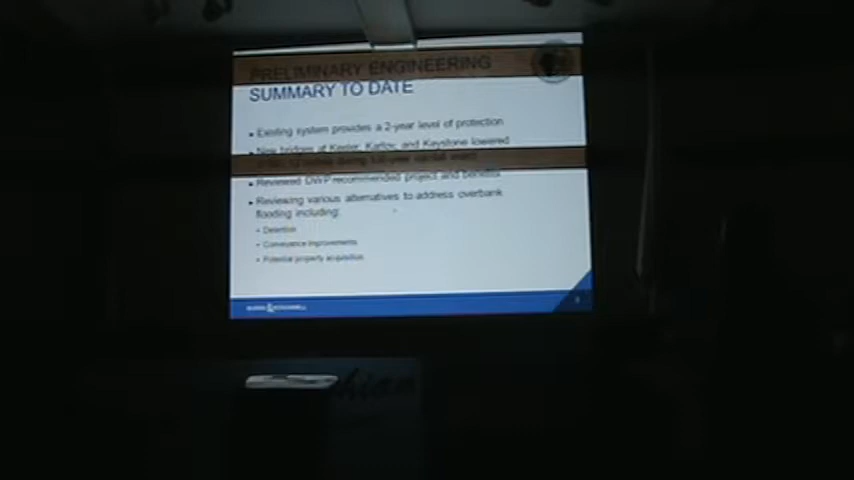 PRELIMINARY ENGINEERING
SUMMARY TO DATE
Existing system provides a 2-year level of protection
New bridges at Keeler, Karlov, and Keystone lowered
Reviewed DWP recommended project and benefits
Reviewing various alternatives to address overbank
flooding including:
Detention
Conveyance improvements
Potential property acquisition